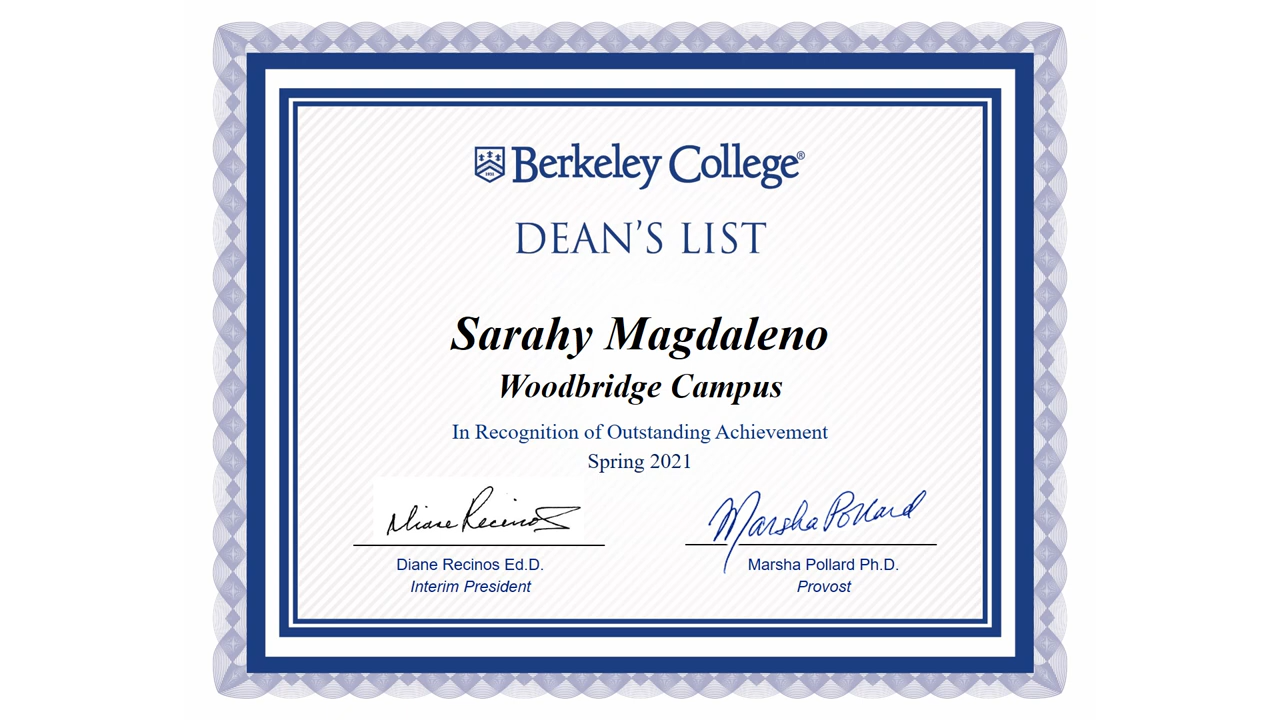 Berkeley College®
DEAN'S LIST
Sarahy Magdaleno
Woodbridge Campus
In Recognition of Outstanding Achievement
Spring 2021
Diane Recinos Marsha Pollard
Diane Recinos Ed.D. Marsha Pollard Ph.D.
Interim President Provost